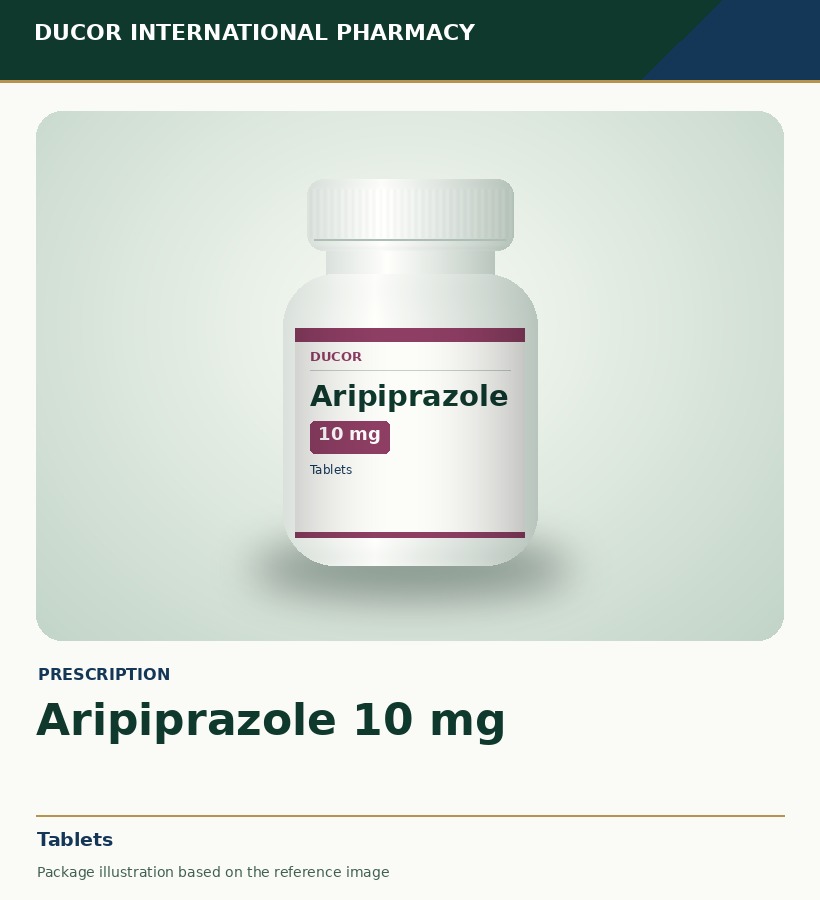 DUCOR INTERNATIONAL PHARMACY
DUCOR
Aripiprazole
10 mg
Tablets
PRESCRIPTION
Aripiprazole 10 mg
Tablets
Package illustration based on the reference image